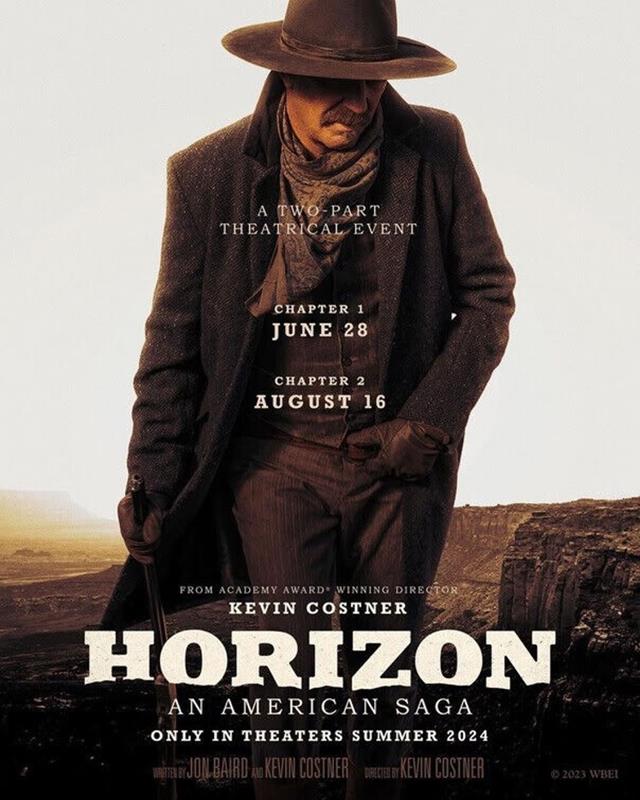 A TWO-PART
THEATRICAL EVENT
CHAPTER 1
JUNE 28
CHAPTER 2
AUGUST 16
FROM ACADEMY AWARD® WINNING DIRECTOR
KEVIN COSTNER
HORIZON
AN AMERICAN SAGA
ONLY IN THEATERS SUMMER 2024
WRITTEN BY JON BAIRD AND KEVIN COSTNER DIRECTED BY KEVIN COSTNER
© 2023 WBEI